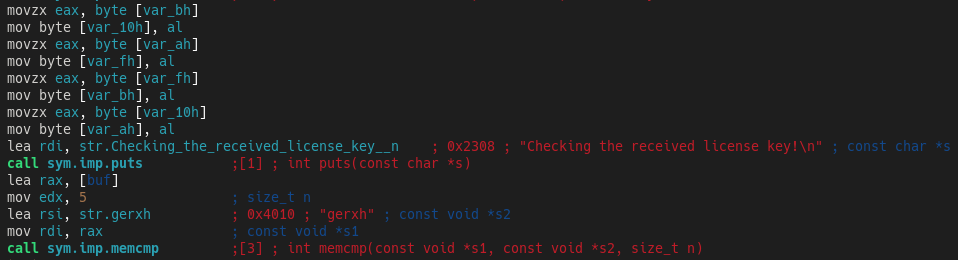 movzx eax, byte [var_bh]
mov byte [var_10h], al
movzx eax, byte [var_ah]
mov byte [var_fh], al
movzx eax, byte [var_fh]
mov byte [var_bh], al
movzx eax, byte [var_10h]
mov byte [var_ah], al
lea rdi, str.Checking_the_received_license_key__n ; 0x2308 ; "Checking the received license key!\n" ; const char *s
call sym.imp.puts ;[1] ; int puts(const char *s)
lea rax, [buf]
mov edx, 5 ; size_t n
lea rsi, str.gerxh ; 0x4010 ; "gerxh" ; const void *s2
mov rdi, rax ; const void *s1
call sym.imp.memcmp ;[3] ; int memcmp(const void *s1, const void *s2, size_t n)